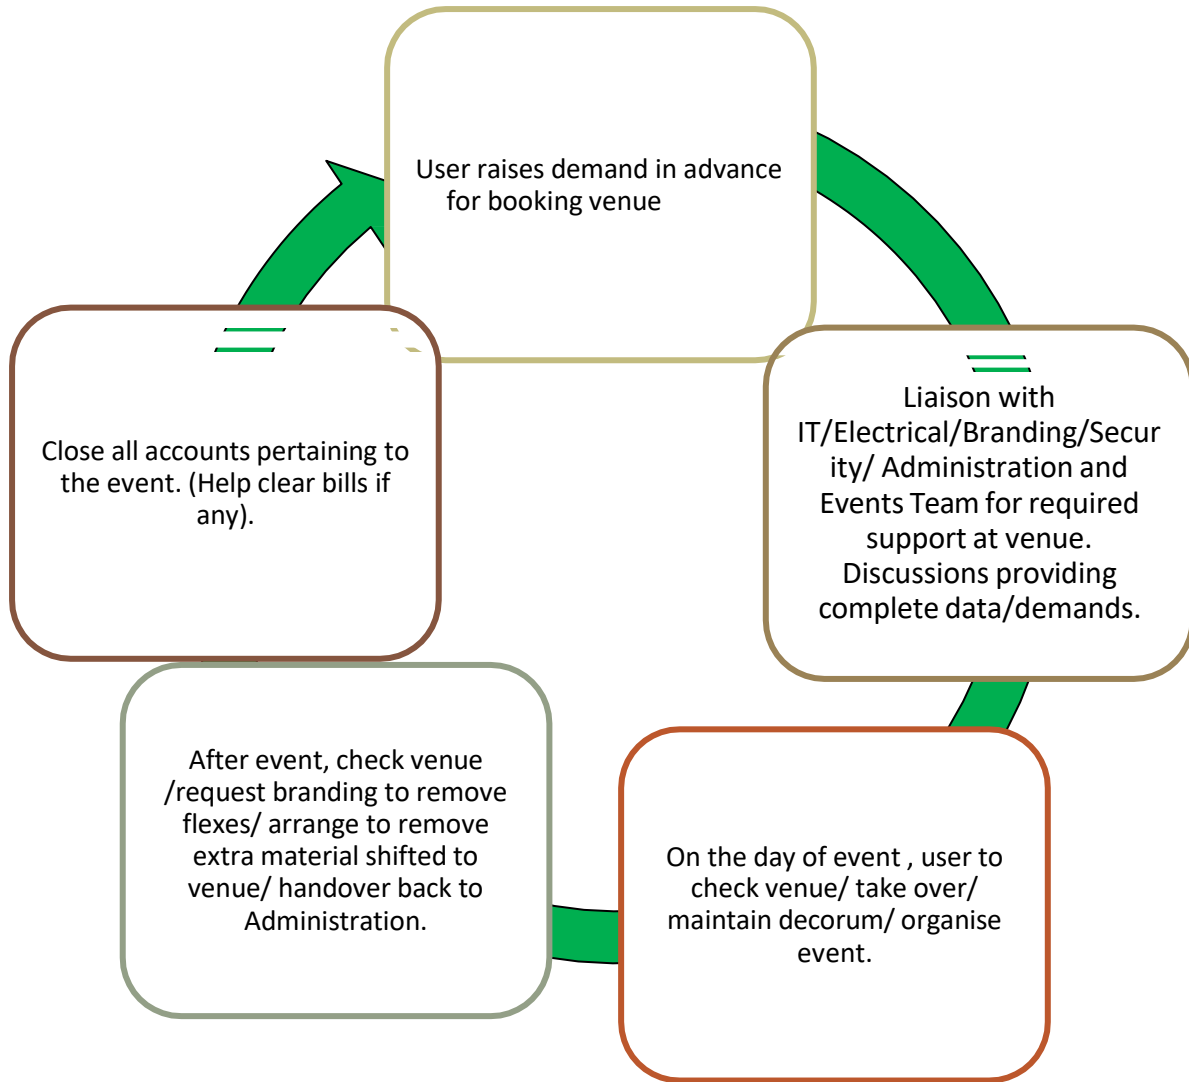 User raises demand in advance
for booking venue
Liaison with
IT/Electrical/Branding/Secur
ity/ Administration and
Events Team for required
support at venue.
Discussions providing
complete data/demands.
On the day of event , user to
check venue/ take over/
maintain decorum/ organise
event.
After event, check venue
/request branding to remove
flexes/ arrange to remove
extra material shifted to
venue/ handover back to
Administration.
Close all accounts pertaining to
the event. (Help clear bills if
any).